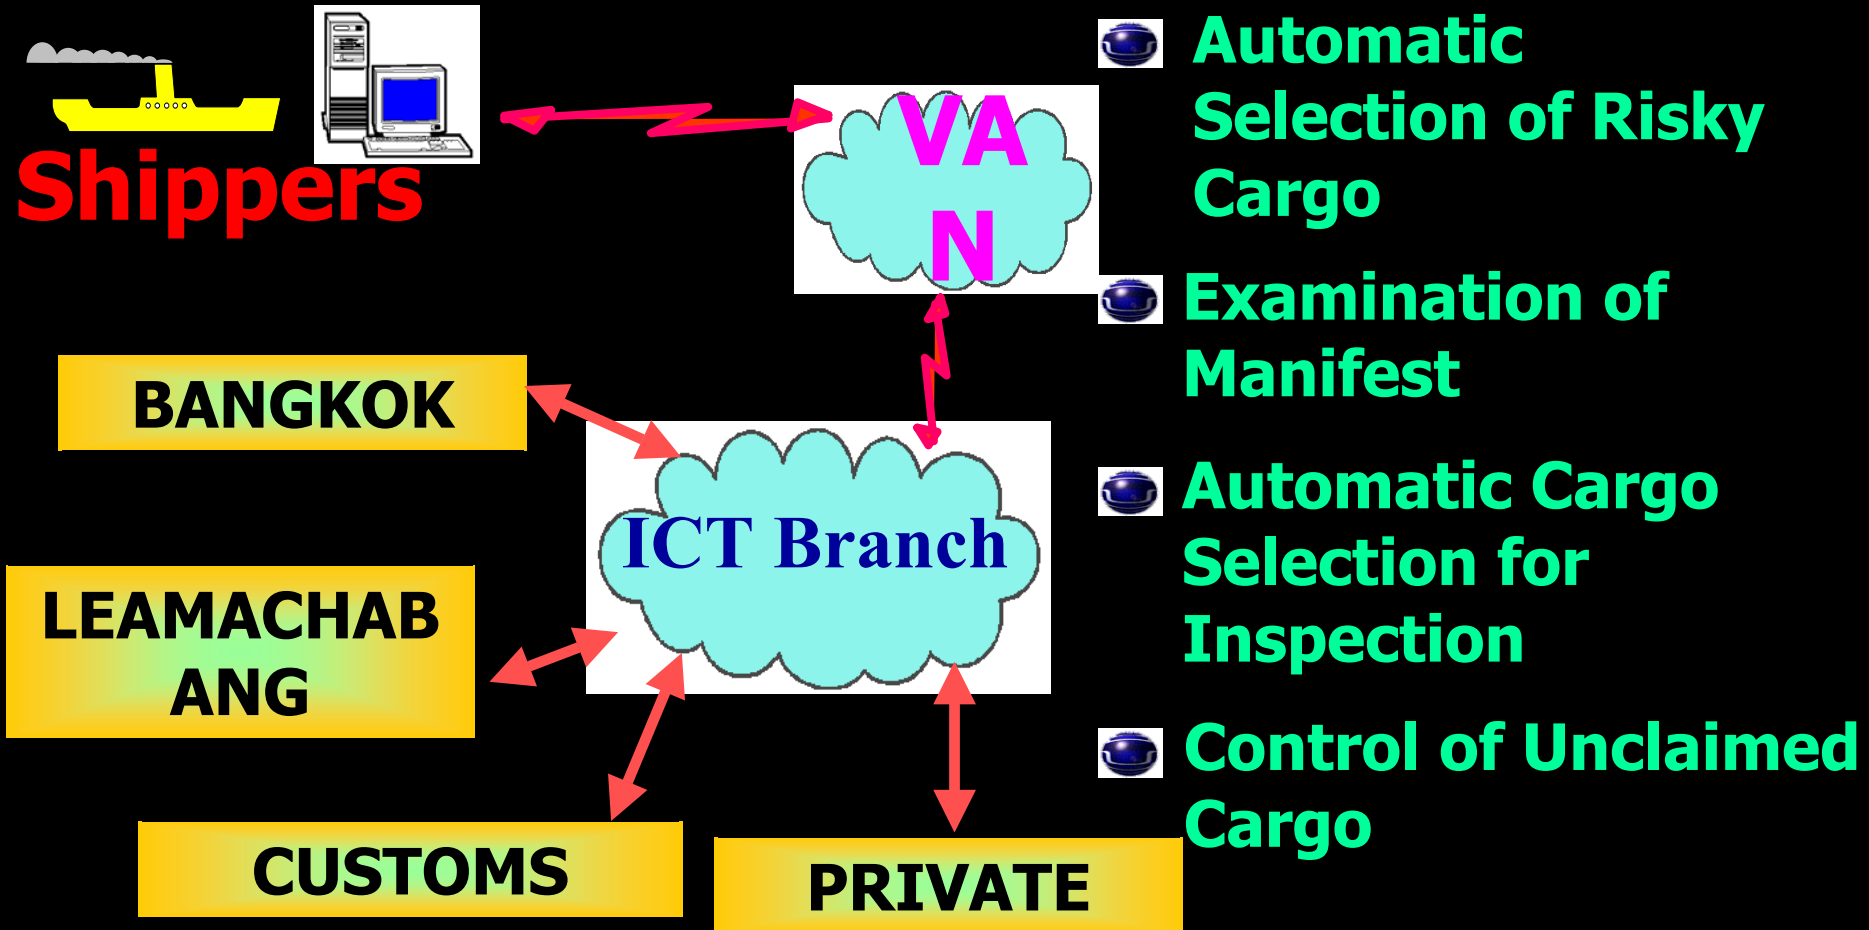 Shippers
VA
N
BANGKOK
ICT Branch
LEAMACHAB
ANG
CUSTOMS
PRIVATE
Automatic
Selection of Risky
Cargo
Examination of
Manifest
Automatic Cargo
Selection for
Inspection
Control of Unclaimed
Cargo